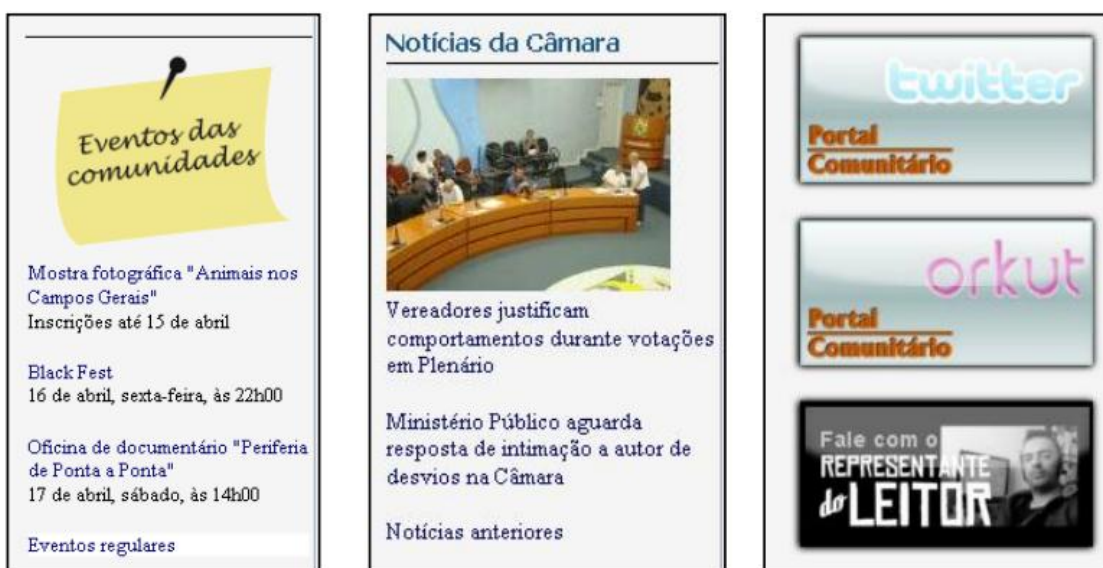 Eventos das
comunidades
Mostra fotográfica "Animais nos
Campos Gerais"
Inscrições até 15 de abril
Black Fest
16 de abril, sexta-feira, às 22h00
Oficina de documentário "Periferia
de Ponta a Ponta"
17 de abril, sábado, às 14h00
Eventos regulares
Notícias da Câmara
Vereadores justificam
comportamentos durante votações
em Plenário
Ministério Público aguarda
resposta de intimação a autor de
desvios na Câmara
Notícias anteriores
twitter
Portal
Comunitário
orkut
Portal
Comunitário
Fale com o
REPRESENTANTE
do LEITOR